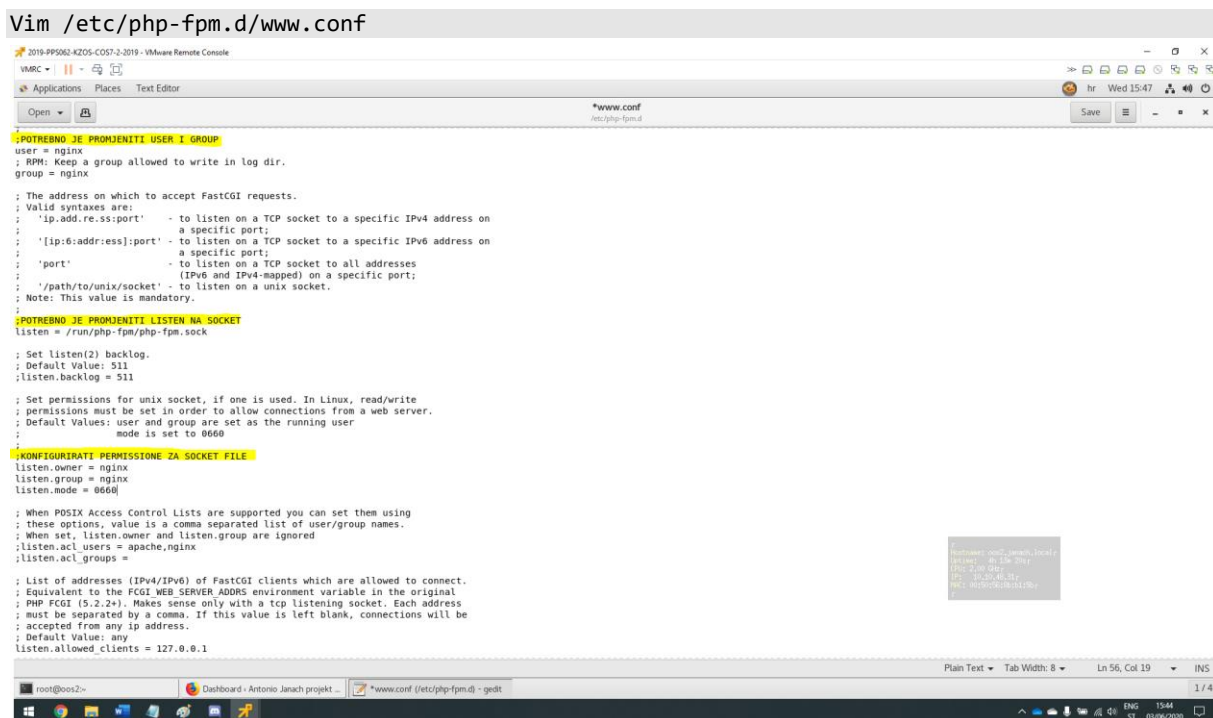 Vim /etc/php-fpm.d/www.conf
2019-PPS062-KZOS-COS7-2-2019 - VMware Remote Console
VMRC
Applications Places Text Editor
hr Wed 15:47
Open
*www.conf
/etc/php-fpm.d
Save
;
;POTREBNO JE PROMJENITI USER I GROUP
user = nginx
; RPM: Keep a group allowed to write in log dir.
group = nginx
; The address on which to accept FastCGI requests.
; Valid syntaxes are:
;   'ip.add.re.ss:port'    - to listen on a TCP socket to a specific IPv4 address on
;                            a specific port;
;   '[ip:6:addr:ess]:port' - to listen on a TCP socket to a specific IPv6 address on
;                            a specific port;
;   'port'                 - to listen on a TCP socket to all addresses
;                            (IPv6 and IPv4-mapped) on a specific port;
;   '/path/to/unix/socket' - to listen on a unix socket.
; Note: This value is mandatory.
;
;POTREBNO JE PROMJENITI LISTEN NA SOCKET
listen = /run/php-fpm/php-fpm.sock
; Set listen(2) backlog.
; Default Value: 511
;listen.backlog = 511
; Set permissions for unix socket, if one is used. In Linux, read/write
; permissions must be set in order to allow connections from a web server.
; Default Values: user and group are set as the running user
;                 mode is set to 0660
;
;KONFIGURIRATI PERMISSIONE ZA SOCKET FILE
listen.owner = nginx
listen.group = nginx
listen.mode = 0660
; When POSIX Access Control Lists are supported you can set them using
; these options, value is a comma separated list of user/group names.
; When set, listen.owner and listen.group are ignored
;listen.acl_users = apache,nginx
;listen.acl_groups =
; List of addresses (IPv4/IPv6) of FastCGI clients which are allowed to connect.
; Equivalent to the FCGI_WEB_SERVER_ADDRS environment variable in the original
; PHP FCGI (5.2.2+). Makes sense only with a tcp listening socket. Each address
; must be separated by a comma. If this value is left blank, connections will be
; accepted from any ip address.
; Default Value: any
listen.allowed_clients = 127.0.0.1
Plain Text Tab Width: 8 Ln 56, Col 19 INS
root@oos2:~ Dashboard - Antonio Janach projekt ... *www.conf (/etc/php-fpm.d) - gedit 1 / 4
ENG 15:44
03/06/2020